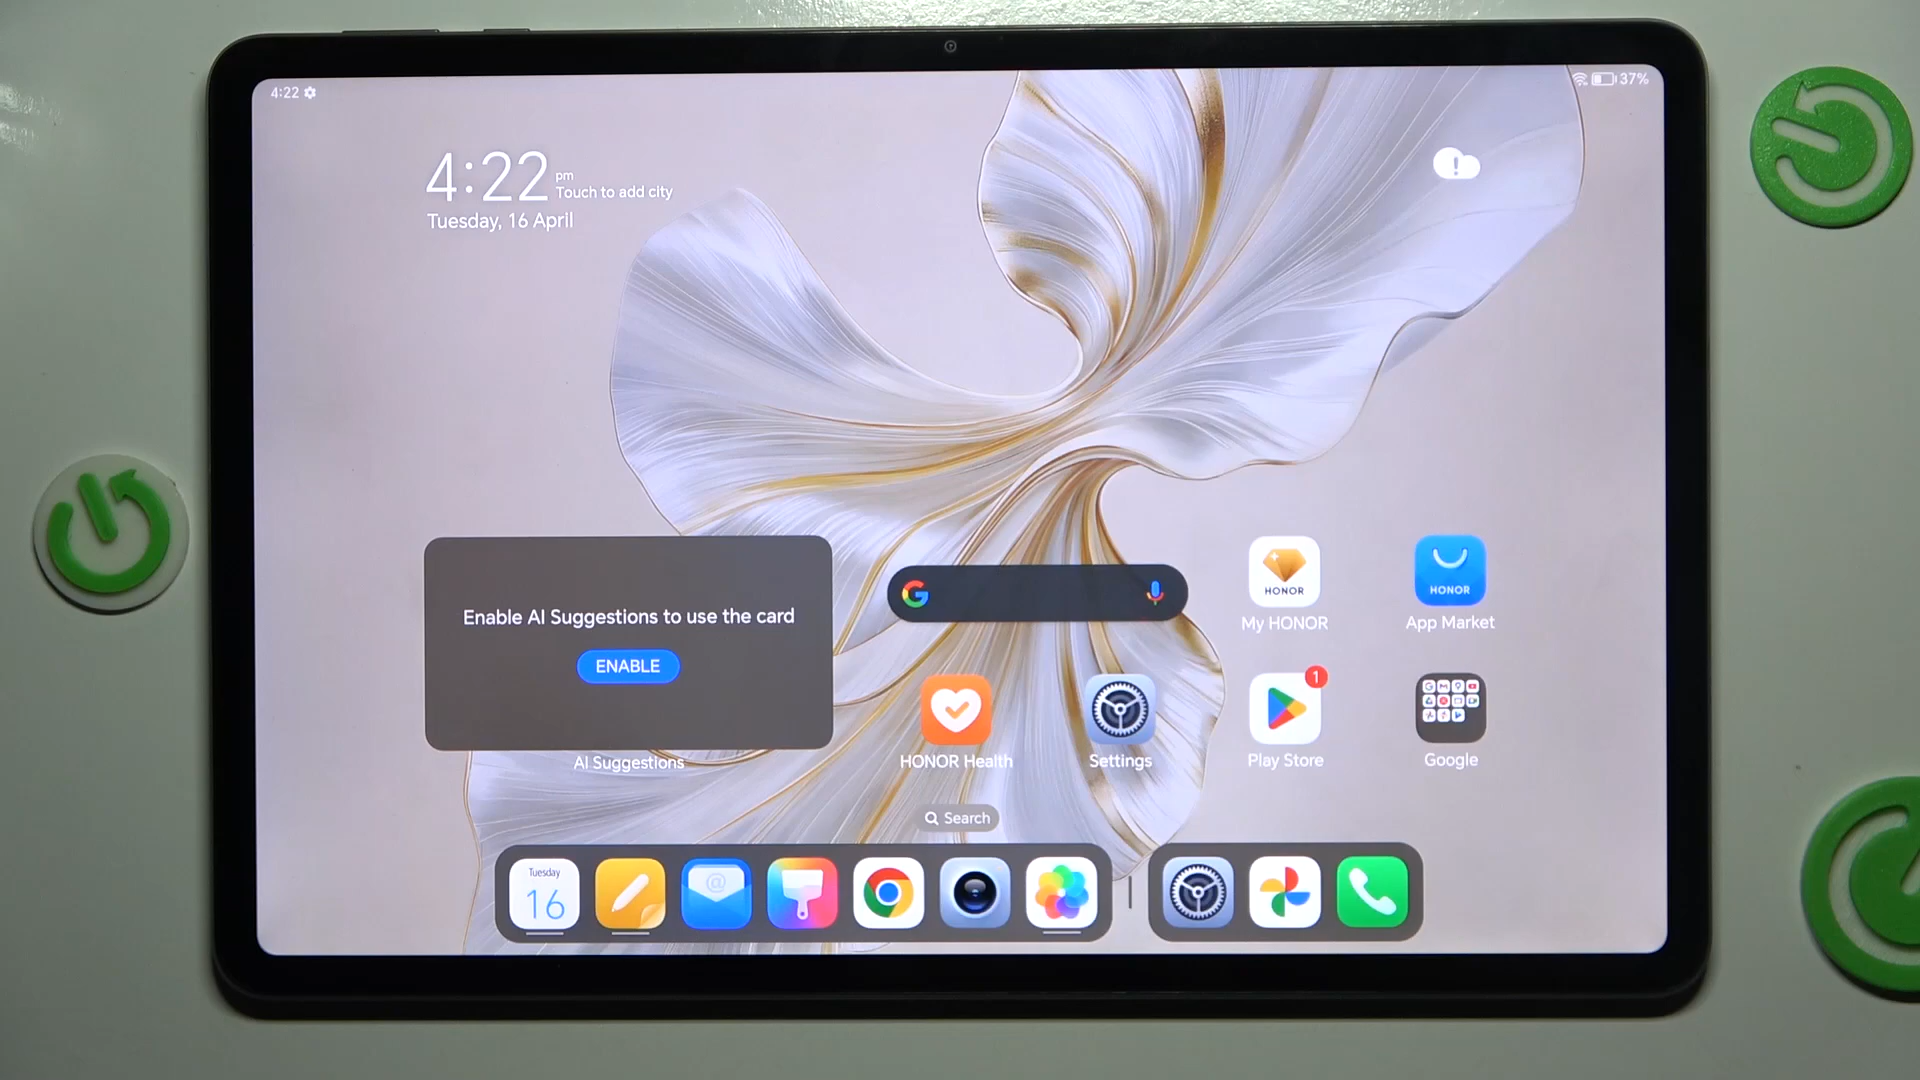 4:22
37%
4:22 pm
Touch to add city
Tuesday, 16 April
Enable AI Suggestions to use the card
ENABLE
AI Suggestions
HONOR
My HONOR
HONOR
App Market
HONOR Health
Settings
1
Play Store
Google
Search
Tuesday
16
@